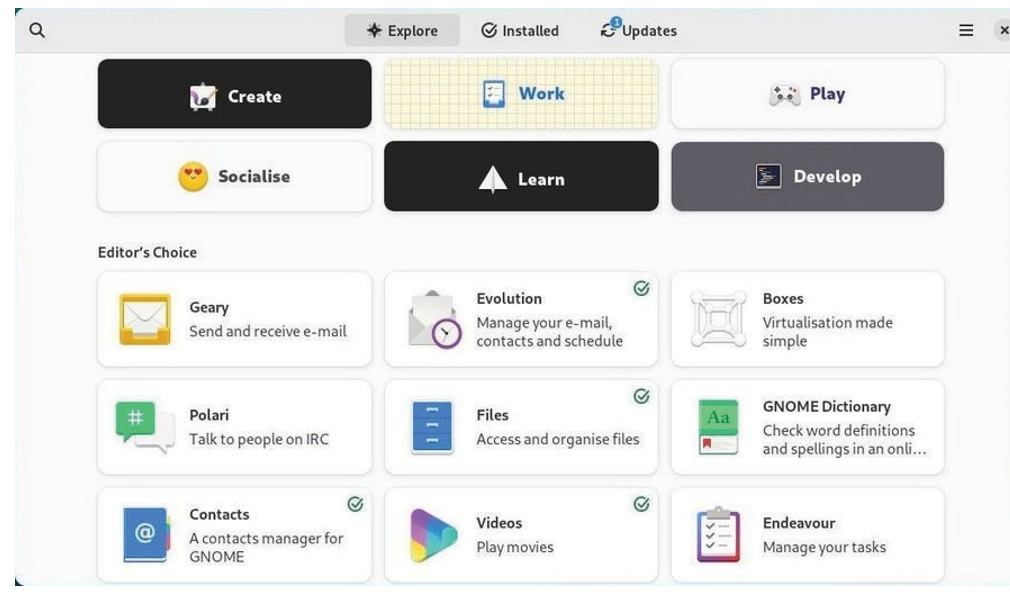 Explore Installed 1 Updates
Create Work Play
Socialise Learn Develop
Editor's Choice
Geary
Send and receive e-mail
Evolution
Manage your e-mail,
contacts and schedule
Boxes
Virtualisation made
simple
Polari
Talk to people on IRC
Files
Access and organise files
Aa
GNOME Dictionary
Check word definitions
and spellings in an onli...
@
Contacts
A contacts manager for
GNOME
Videos
Play movies
Endeavour
Manage your tasks